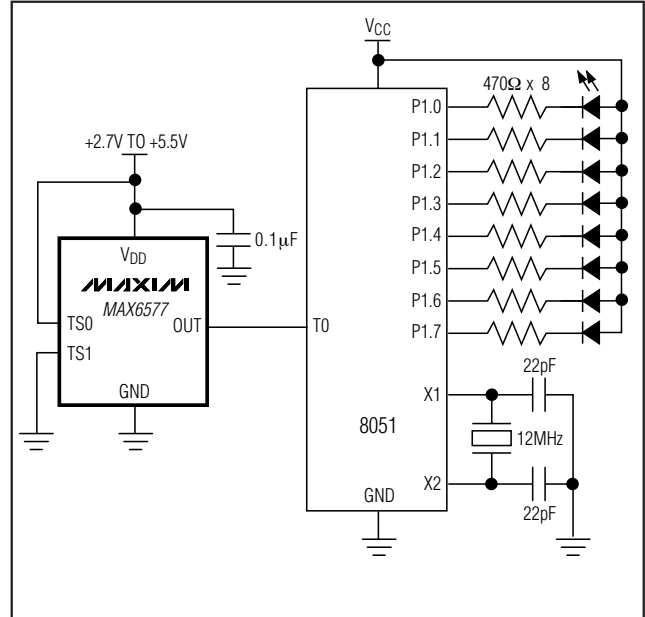 VCC
470Ω x 8
P1.0
P1.1
+2.7V TO +5.5V
P1.2
P1.3
0.1μF
P1.4
VDD
MAXIM
P1.5
MAX6577
P1.6
TS0
OUT
T0
P1.7
TS1
22pF
GND
X1
8051
12MHz
X2
GND
22pF